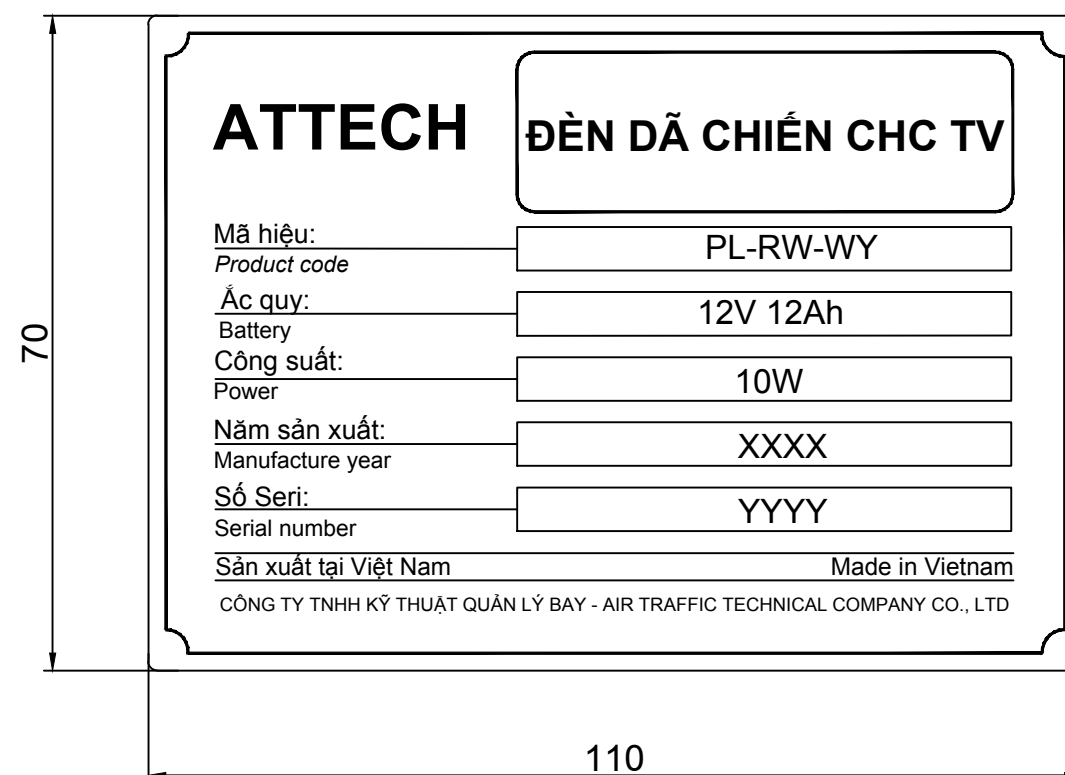 ATTECH
ĐÈN DÃ CHIẾN CHC TV
Mã hiệu:
Product code
PL-RW-WY
Ắc quy:
Battery
12V 12Ah
Công suất:
Power
10W
Năm sản xuất:
Manufacture year
XXXX
Số Seri:
Serial number
YYYY
Sản xuất tại Việt Nam Made in Vietnam
CÔNG TY TNHH KỸ THUẬT QUẢN LÝ BAY - AIR TRAFFIC TECHNICAL COMPANY CO., LTD
70
110